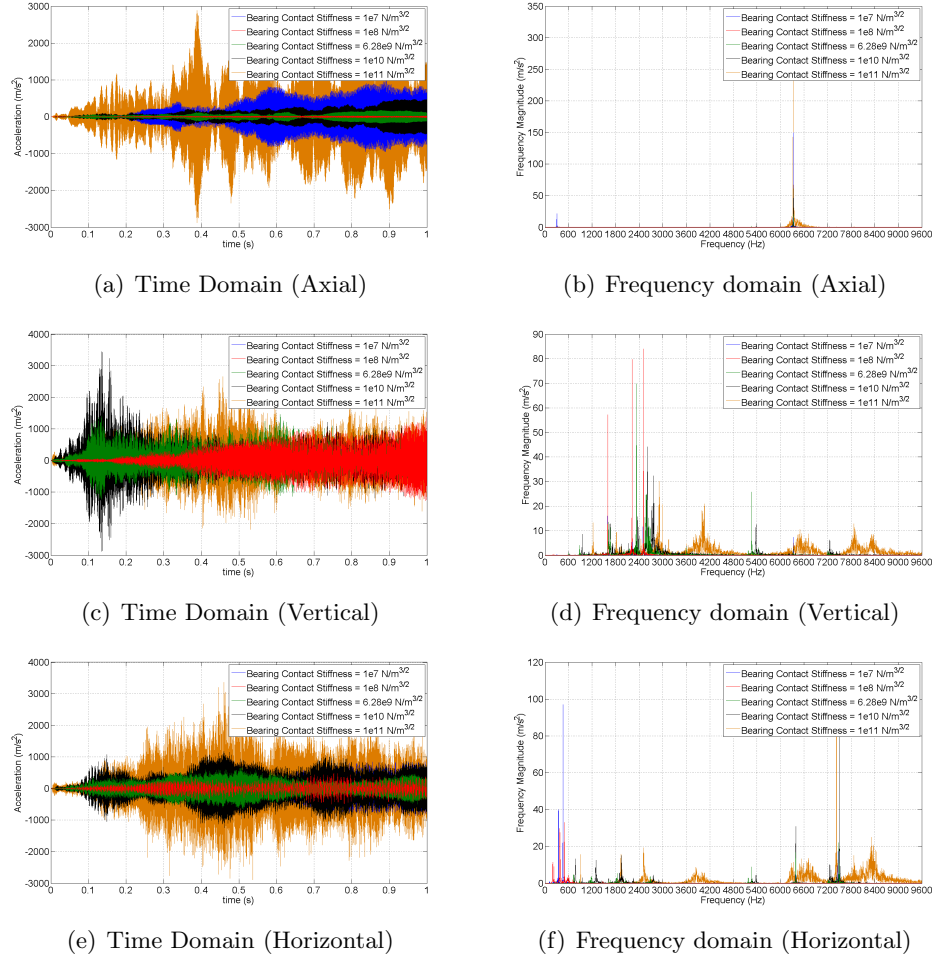 3000
2000
1000
0
-1000
-2000
-3000
Acceleration (m/s²)
Bearing Contact Stiffness = 1e7 N/m^3/2
Bearing Contact Stiffness = 1e8 N/m^3/2
Bearing Contact Stiffness = 6.28e9 N/m^3/2
Bearing Contact Stiffness = 1e10 N/m^3/2
Bearing Contact Stiffness = 1e11 N/m^3/2
0 0.1 0.2 0.3 0.4 0.5 0.6 0.7 0.8 0.9 1
time (s)
(a) Time Domain (Axial)
350
300
250
200
150
100
50
0
Frequency Magnitude (m/s²)
Bearing Contact Stiffness = 1e7 N/m^3/2
Bearing Contact Stiffness = 1e8 N/m^3/2
Bearing Contact Stiffness = 6.28e9 N/m^3/2
Bearing Contact Stiffness = 1e10 N/m^3/2
Bearing Contact Stiffness = 1e11 N/m^3/2
0 600 1200 1800 2400 3000 3600 4200 4800 5400 6000 6600 7200 7800 8400 9000 9600
Frequency (Hz)
(b) Frequency domain (Axial)
4000
3000
2000
1000
0
-1000
-2000
-3000
Acceleration (m/s²)
Bearing Contact Stiffness = 1e7 N/m^3/2
Bearing Contact Stiffness = 1e8 N/m^3/2
Bearing Contact Stiffness = 6.28e9 N/m^3/2
Bearing Contact Stiffness = 1e10 N/m^3/2
Bearing Contact Stiffness = 1e11 N/m^3/2
0 0.1 0.2 0.3 0.4 0.5 0.6 0.7 0.8 0.9 1
time (s)
(c) Time Domain (Vertical)
90
80
70
60
50
40
30
20
10
0
Frequency Magnitude (m/s²)
Bearing Contact Stiffness = 1e7 N/m^3/2
Bearing Contact Stiffness = 1e8 N/m^3/2
Bearing Contact Stiffness = 6.28e9 N/m^3/2
Bearing Contact Stiffness = 1e10 N/m^3/2
Bearing Contact Stiffness = 1e11 N/m^3/2
0 600 1200 1800 2400 3000 3600 4200 4800 5400 6000 6600 7200 7800 8400 9000 9600
Frequency (Hz)
(d) Frequency domain (Vertical)
4000
3000
2000
1000
0
-1000
-2000
-3000
Acceleration (m/s²)
Bearing Contact Stiffness = 1e7 N/m^3/2
Bearing Contact Stiffness = 1e8 N/m^3/2
Bearing Contact Stiffness = 6.28e9 N/m^3/2
Bearing Contact Stiffness = 1e10 N/m^3/2
Bearing Contact Stiffness = 1e11 N/m^3/2
0 0.1 0.2 0.3 0.4 0.5 0.6 0.7 0.8 0.9 1
time (s)
(e) Time Domain (Horizontal)
120
100
80
60
40
20
0
Frequency Magnitude (m/s²)
Bearing Contact Stiffness = 1e7 N/m^3/2
Bearing Contact Stiffness = 1e8 N/m^3/2
Bearing Contact Stiffness = 6.28e9 N/m^3/2
Bearing Contact Stiffness = 1e10 N/m^3/2
Bearing Contact Stiffness = 1e11 N/m^3/2
0 600 1200 1800 2400 3000 3600 4200 4800 5400 6000 6600 7200 7800 8400 9000 9600
Frequency (Hz)
(f) Frequency domain (Horizontal)